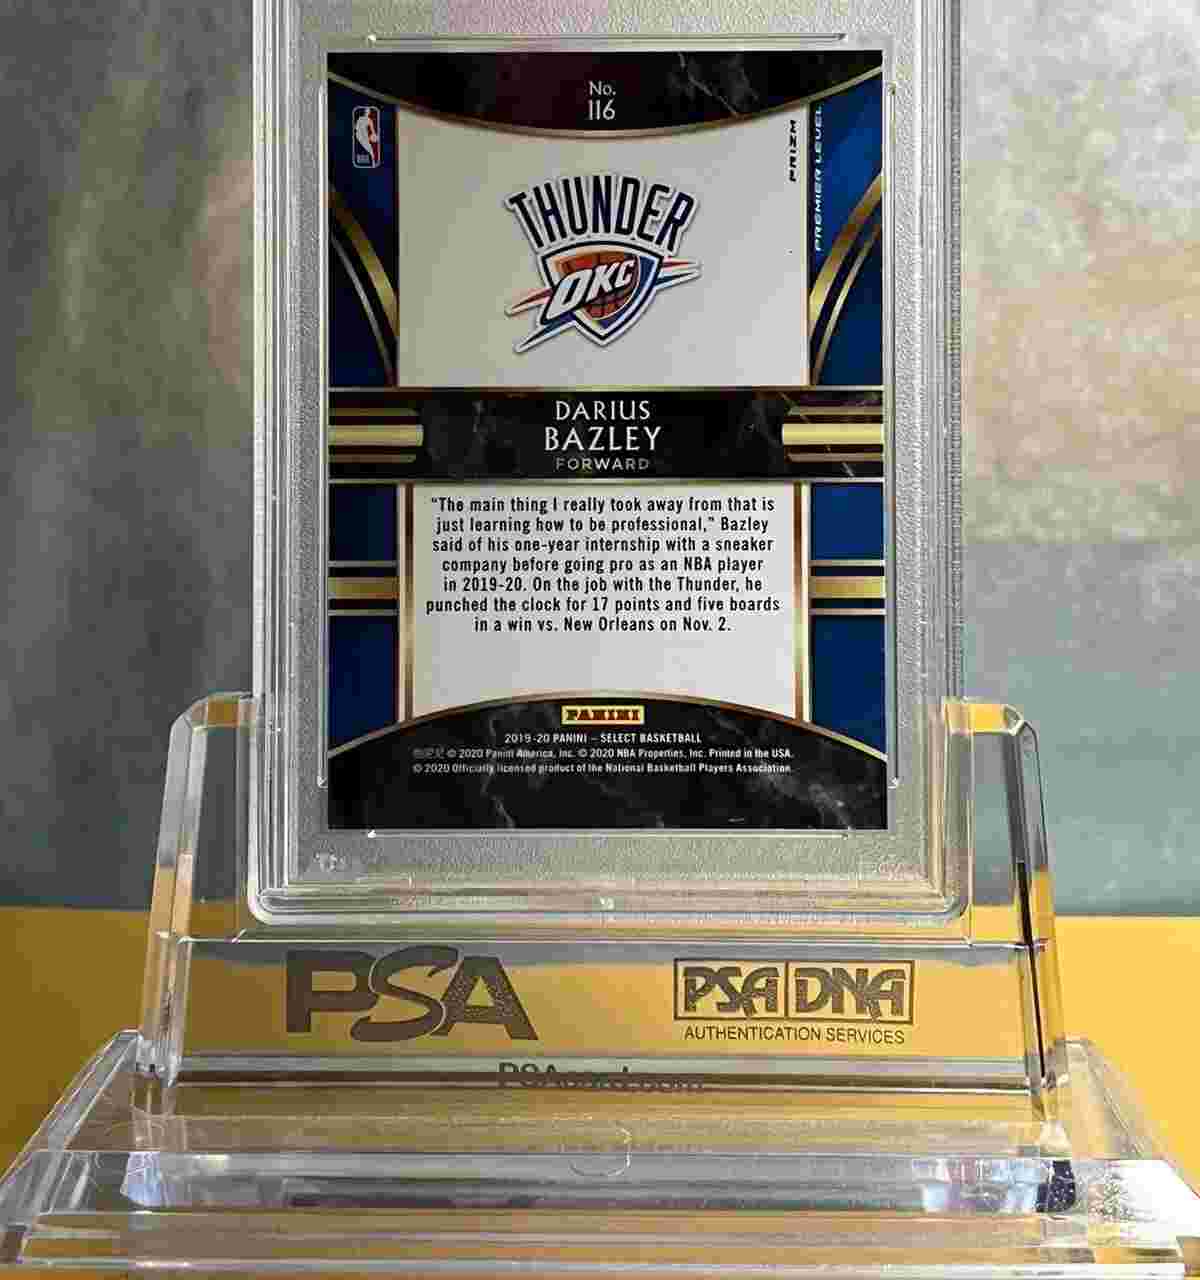 No.
116
NBA
PRIZM
PREMIER LEVEL
THUNDER
OKC
DARIUS
BAZLEY
FORWARD
"The main thing I really took away from that is
just learning how to be professional," Bazley
said of his one-year internship with a sneaker
company before going pro as an NBA player
in 2019-20. On the job with the Thunder, he
punched the clock for 17 points and five boards
in a win vs. New Orleans on Nov. 2.
PANINI
2019-20 PANINI – SELECT BASKETBALL
© 2020 Panini America, Inc. © 2020 NBA Properties, Inc. Printed in the USA.
© 2020 Officially licensed product of the National Basketball Players Association.
PSA
PSA DNA
AUTHENTICATION SERVICES
PSAcard.com